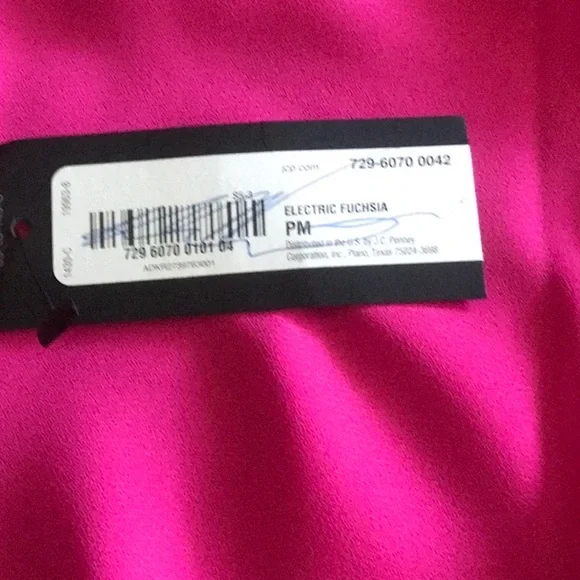 jcp.com 729-6070 0042
729 6070 0101 04
ELECTRIC FUCHSIA
PM
Distributed in the U.S. by J.C. Penney
Corporation, Inc., Plano, Texas 75024-3698